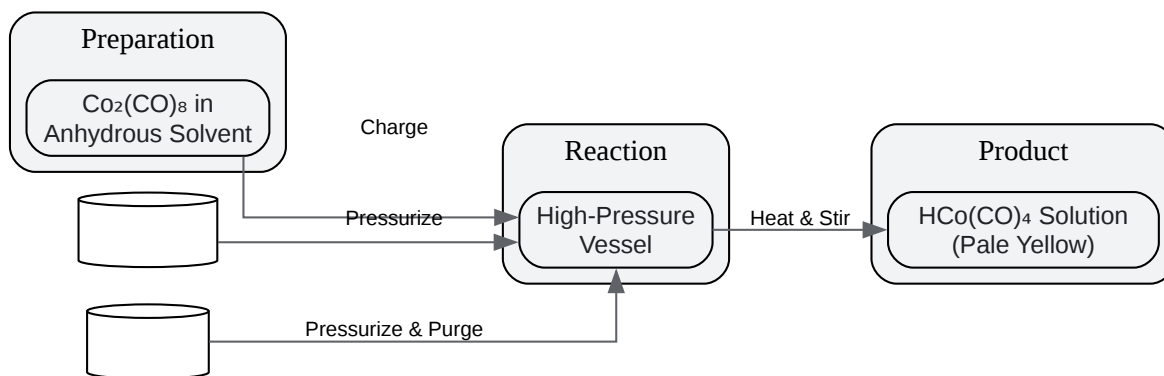 Preparation
Co₂(CO)₈ in
Anhydrous Solvent
Charge
Pressurize
Pressurize & Purge
Reaction
High-Pressure
Vessel
Heat & Stir
Product
HCo(CO)₄ Solution
(Pale Yellow)